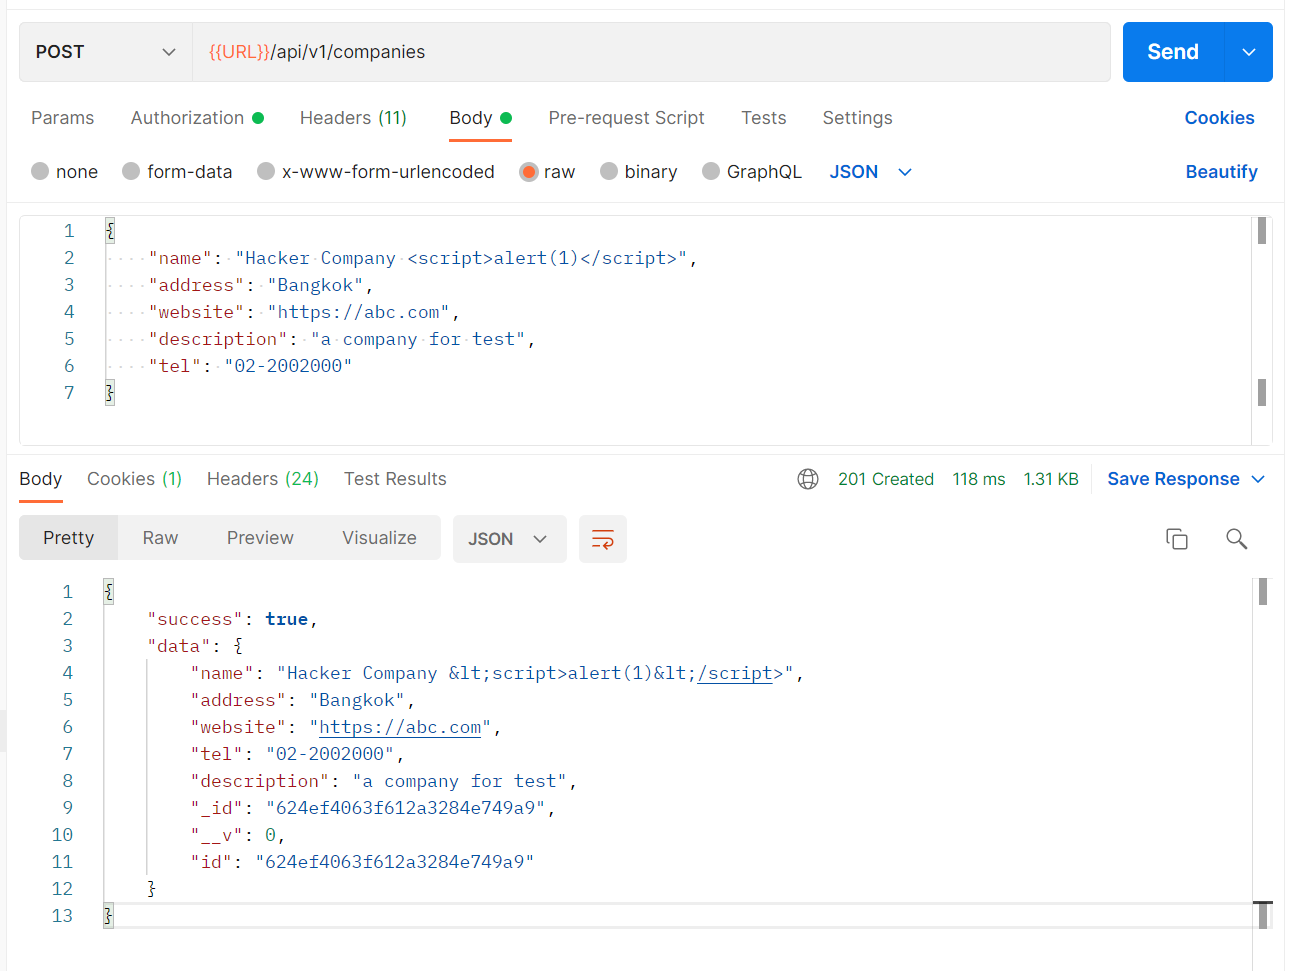 POST {{URL}}/api/v1/companies Send
Params Authorization Headers (11) Body Pre-request Script Tests Settings Cookies
none form-data x-www-form-urlencoded raw binary GraphQL JSON Beautify
1 {
2 "name": "Hacker Company <script>alert(1)</script>",
3 "address": "Bangkok",
4 "website": "https://abc.com",
5 "description": "a company for test",
6 "tel": "02-2002000"
7 }
Body Cookies (1) Headers (24) Test Results 201 Created 118 ms 1.31 KB Save Response
Pretty Raw Preview Visualize JSON
1 {
2 "success": true,
3 "data": {
4 "name": "Hacker Company &lt;script>alert(1)&lt;/script>",
5 "address": "Bangkok",
6 "website": "https://abc.com",
7 "tel": "02-2002000",
8 "description": "a company for test",
9 "_id": "624ef4063f612a3284e749a9",
10 "__v": 0,
11 "id": "624ef4063f612a3284e749a9"
12 }
13 }